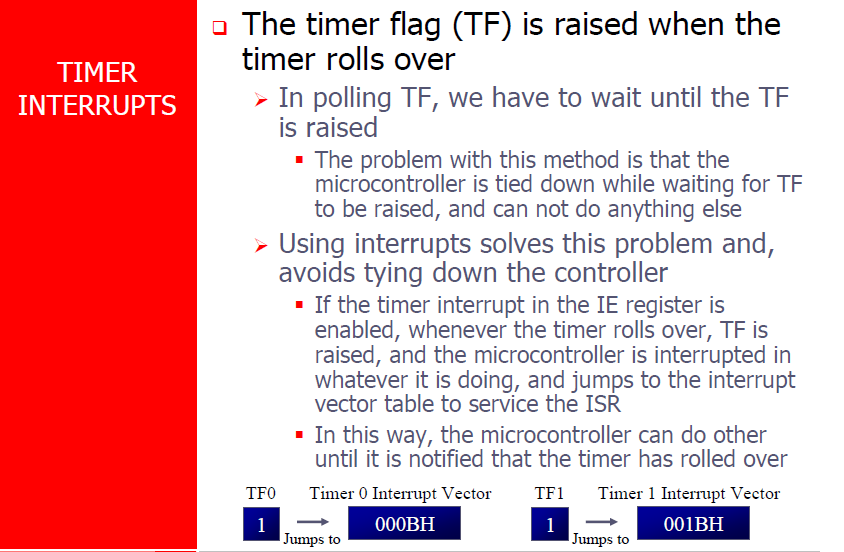 TIMER
INTERRUPTS
The timer flag (TF) is raised when the
timer rolls over
In polling TF, we have to wait until the TF
is raised
The problem with this method is that the
microcontroller is tied down while waiting for TF
to be raised, and can not do anything else
Using interrupts solves this problem and,
avoids tying down the controller
If the timer interrupt in the IE register is
enabled, whenever the timer rolls over, TF is
raised, and the microcontroller is interrupted in
whatever it is doing, and jumps to the interrupt
vector table to service the ISR
In this way, the microcontroller can do other
until it is notified that the timer has rolled over
TF0 Timer 0 Interrupt Vector TF1 Timer 1 Interrupt Vector
1 000BH 1 001BH
Jumps to Jumps to